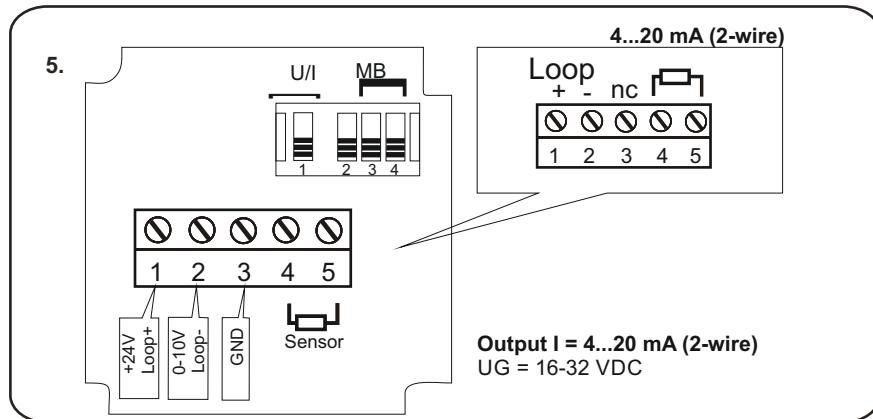 5.
U/I MB
1 2 3 4
1 2 3 4 5
+24V
Loop+
0-10V
Loop-
GND
Sensor
4...20 mA (2-wire)
Loop
+ - nc
1 2 3 4 5
Output I = 4...20 mA (2-wire)
UG = 16-32 VDC